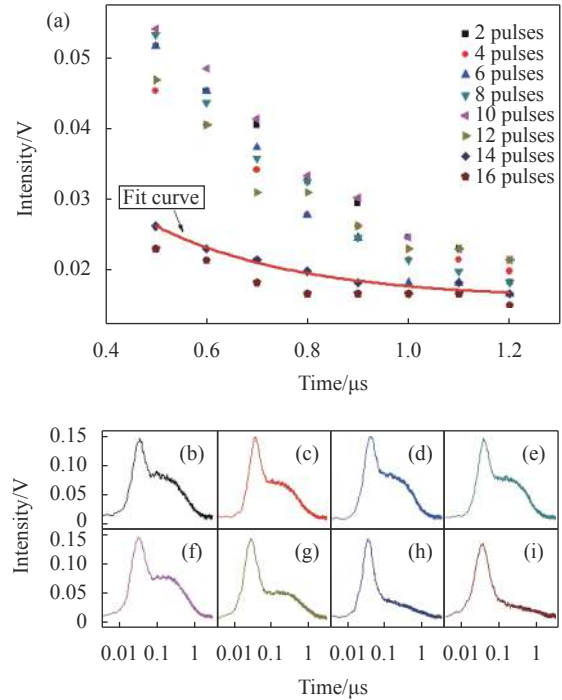 (a)
2 pulses
4 pulses
6 pulses
8 pulses
10 pulses
12 pulses
14 pulses
16 pulses
Fit curve
Intensity/V
0.05
0.04
0.03
0.02
0.4 0.6 0.8 1.0 1.2
Time/μs
Intensity/V
0.15
0.10
0.05
0
(b) (c) (d) (e)
0.15
0.10
0.05
0
(f) (g) (h) (i)
0.01 0.1 1 0.01 0.1 1 0.01 0.1 1 0.01 0.1 1
Time/μs